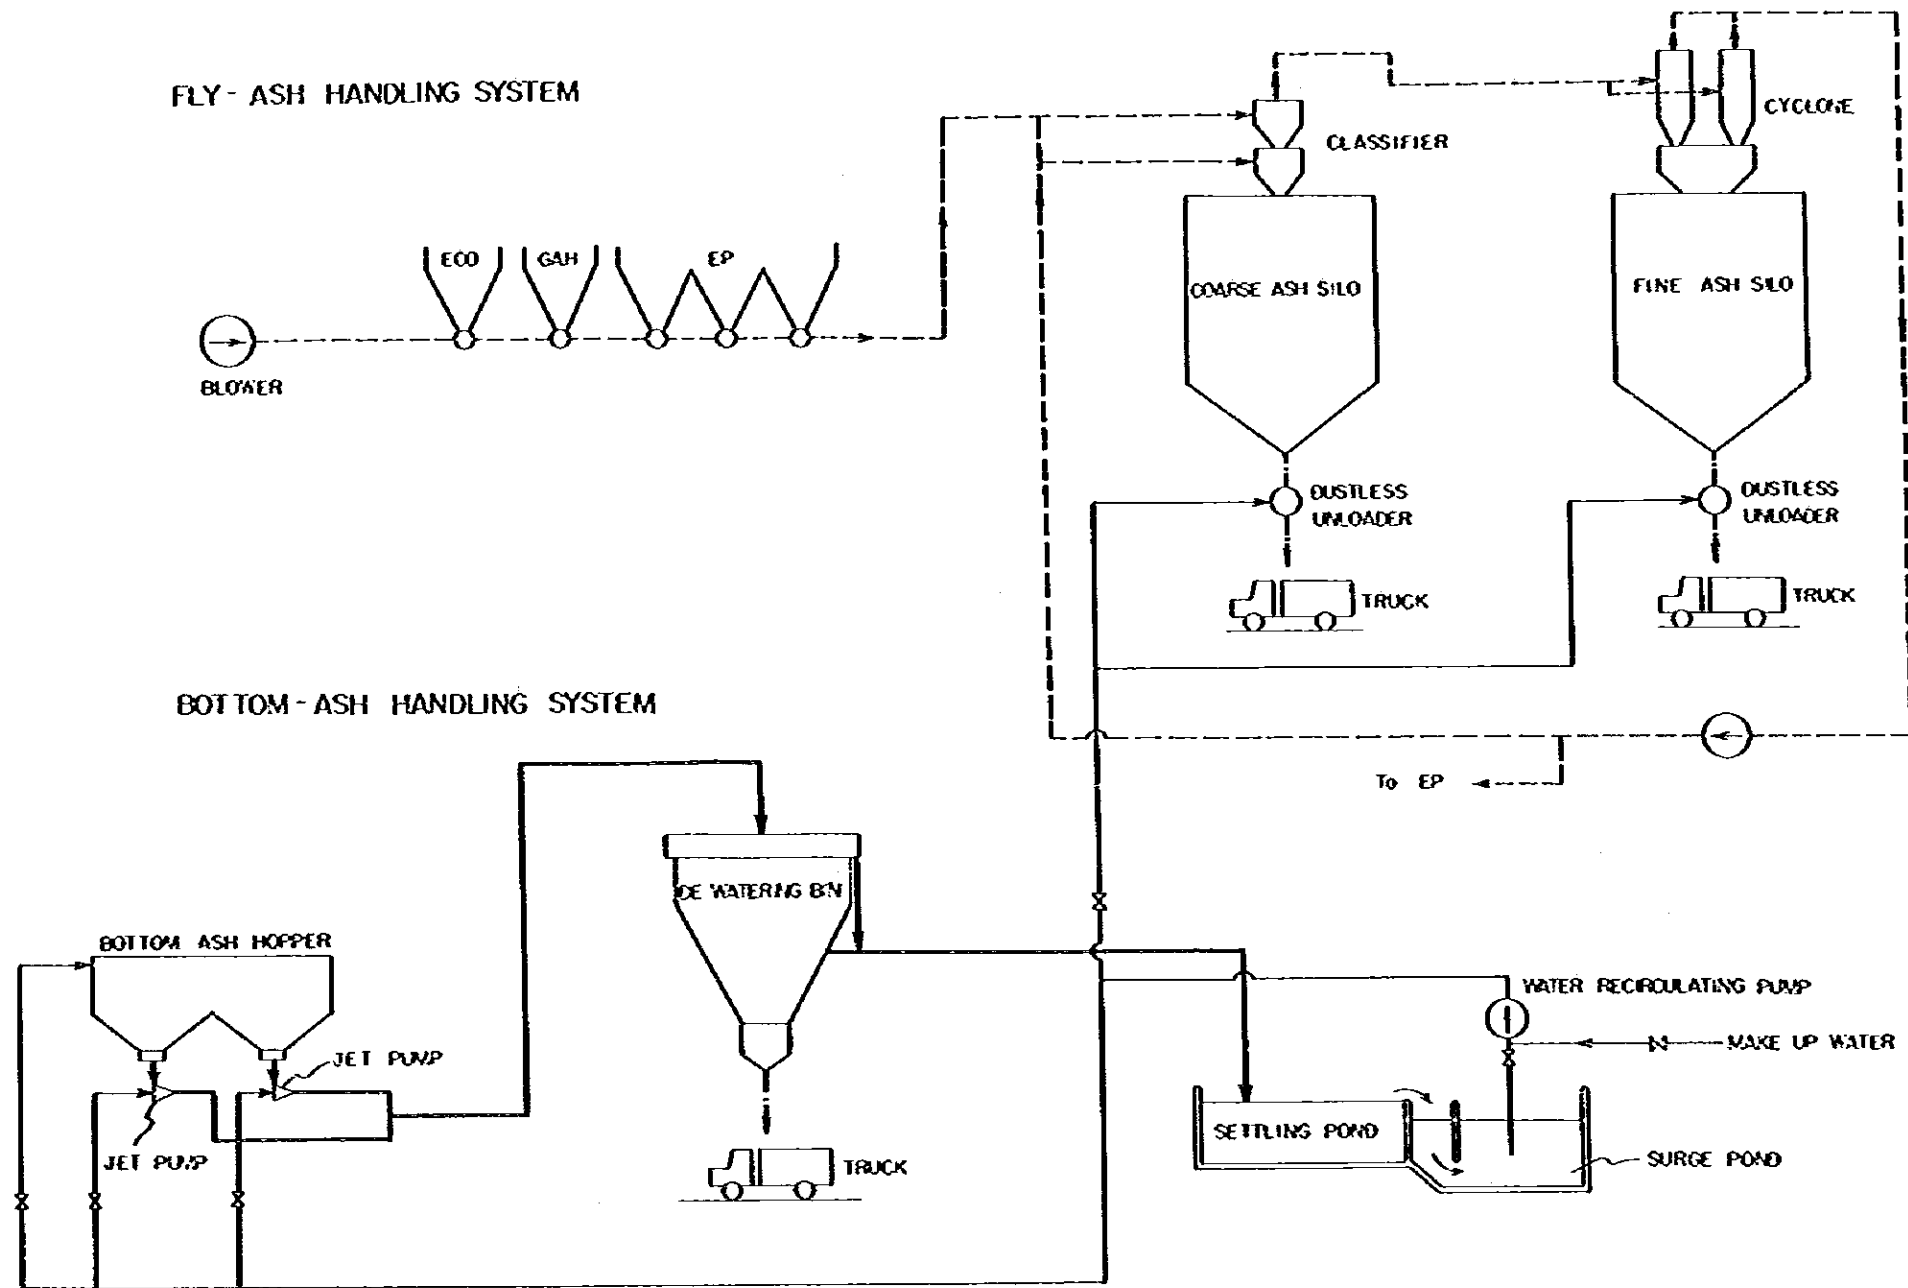 FLY-ASH HANDLING SYSTEM
CYCLONE
CLASSIFIER
ECO
GAH
EP
COARSE ASH SILO
FINE ASH SILO
BLOWER
DUSTLESS
UNLOADER
DUSTLESS
UNLOADER
TRUCK
TRUCK
BOTTOM-ASH HANDLING SYSTEM
To EP
DE WATERING BIN
BOTTOM ASH HOPPER
WATER RECIRCULATING PUMP
MAKE UP WATER
JET PUMP
SETTLING POND
JET PUMP
TRUCK
SURGE POND